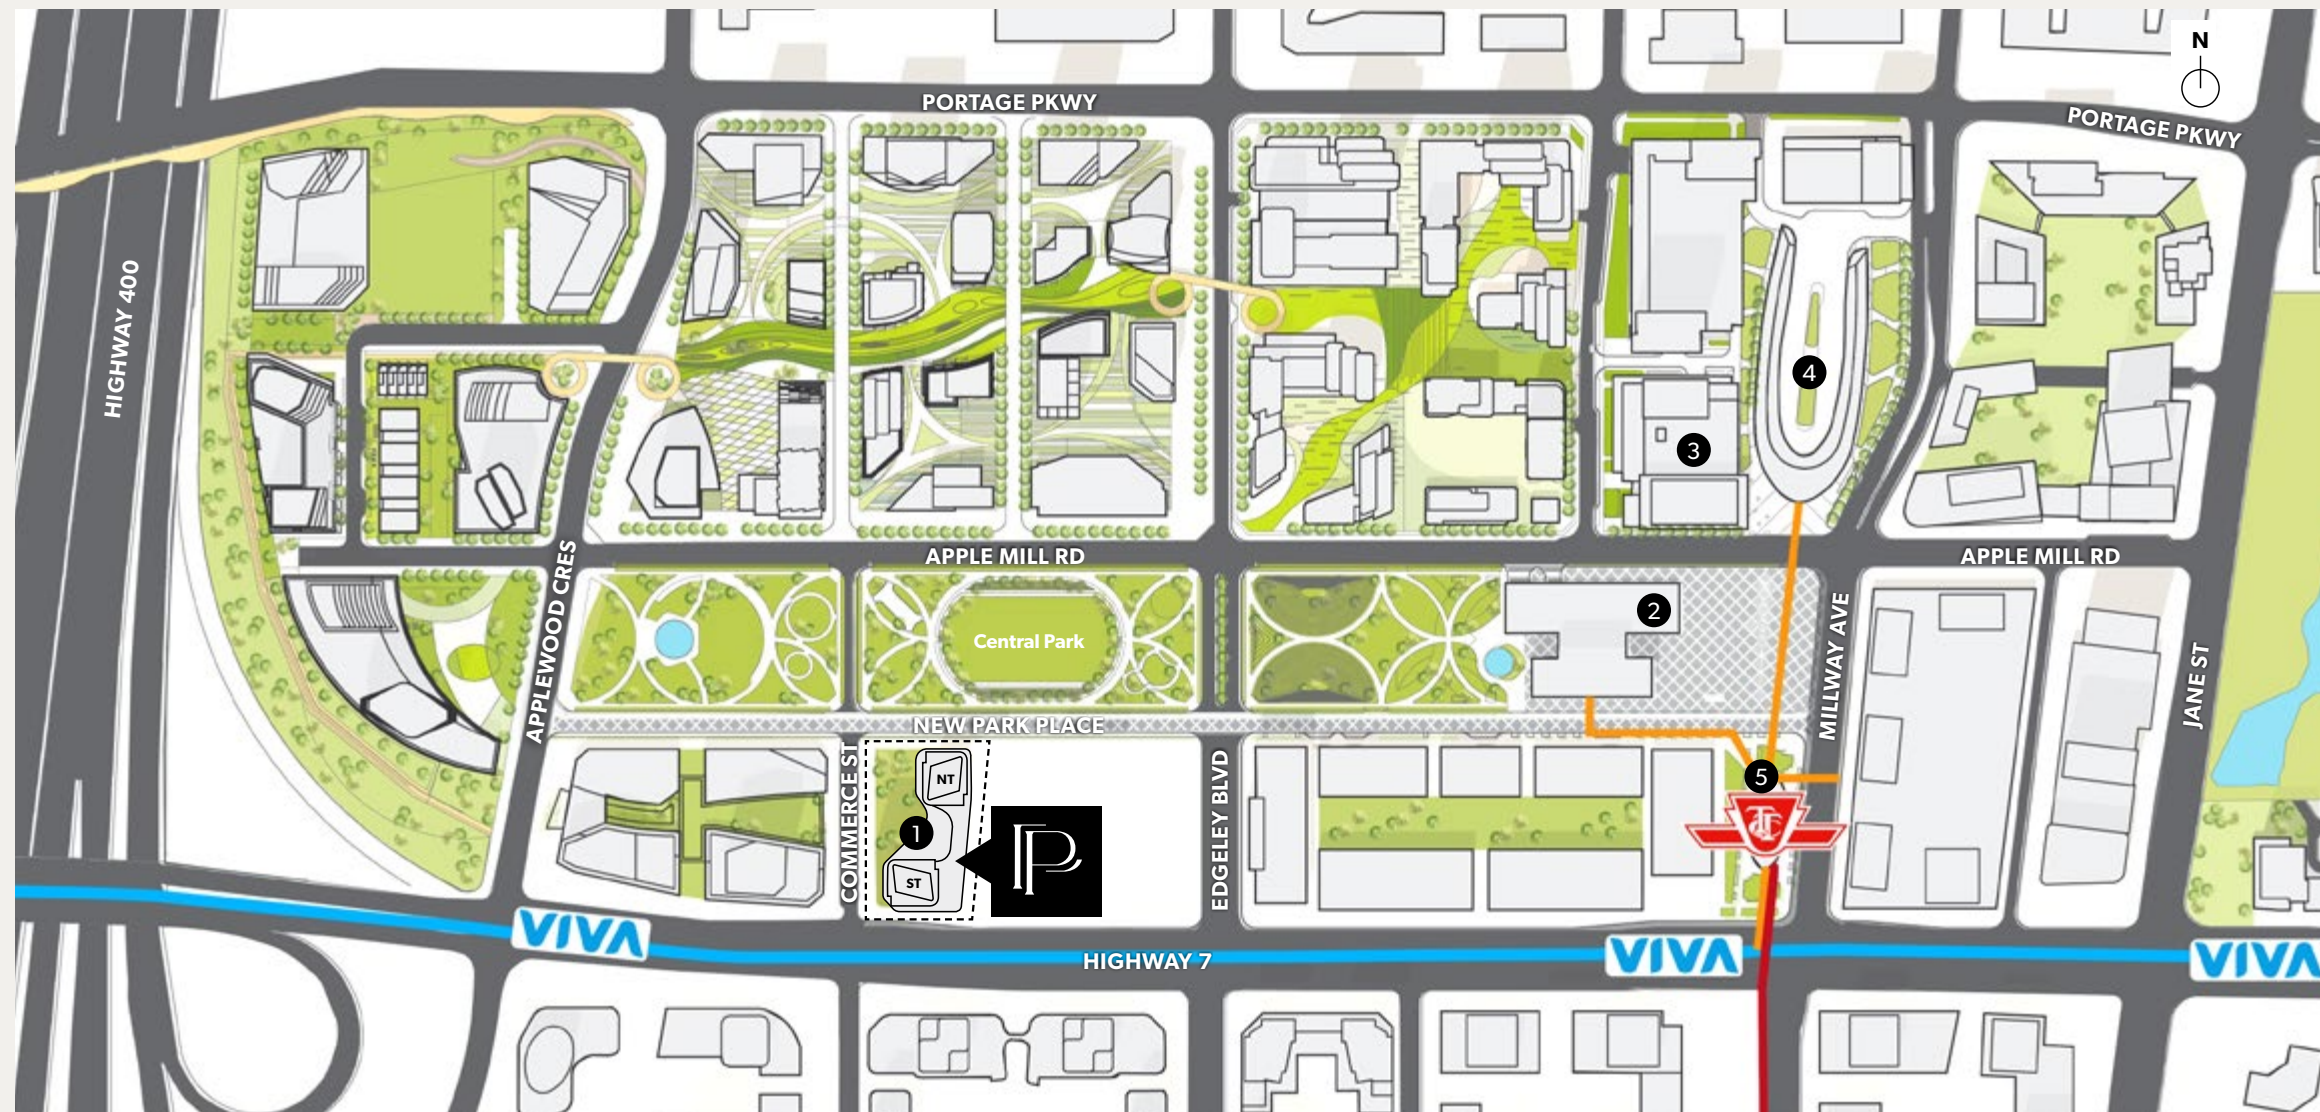 N
PORTAGE PKWY
PORTAGE PKWY
HIGHWAY 400
4
3
APPLE MILL RD
APPLE MILL RD
APPLEWOOD CRES
2
Central Park
MILLWAY AVE
JANE ST
NEW PARK PLACE
COMMERCE ST
EDGELEY BLVD
NT
5
1
P
TTC
ST
VIVA
VIVA
VIVA
HIGHWAY 7